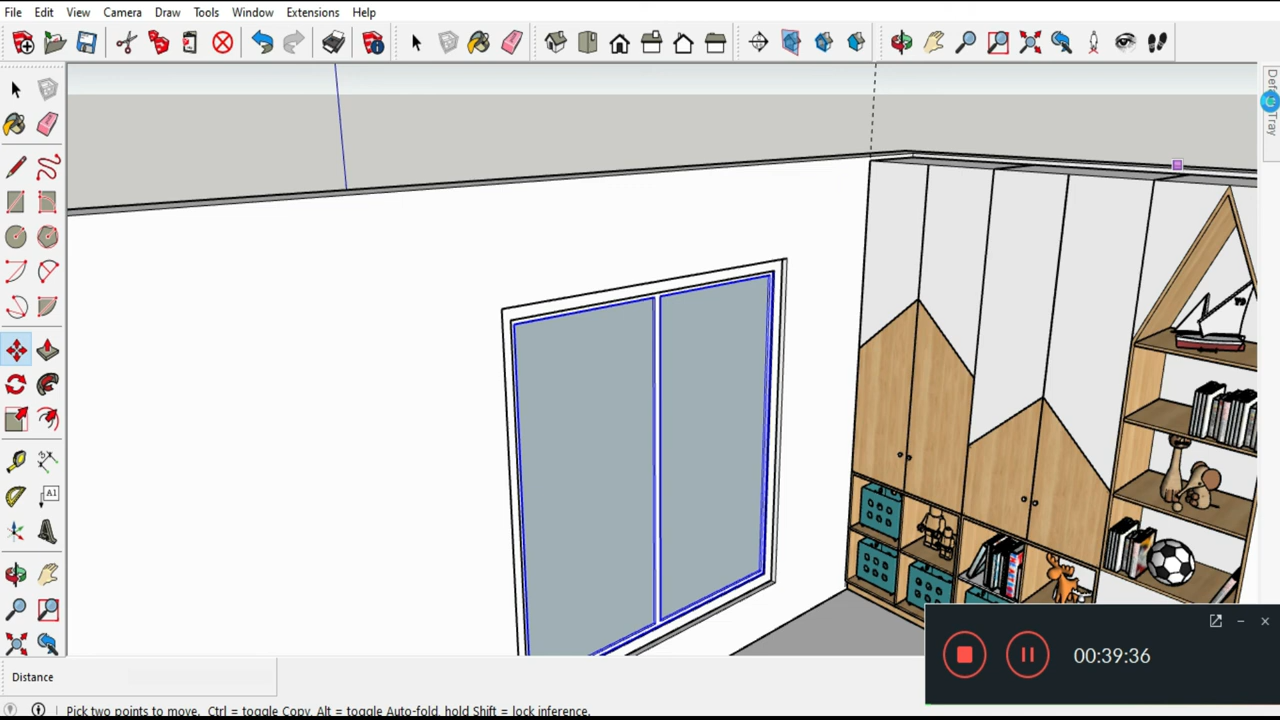 File Edit View Camera Draw Tools Window Extensions Help
A1
Distance
Pick two points to move. Ctrl = toggle Copy, Alt = toggle Auto-fold, hold Shift = lock inference.
00:39:36